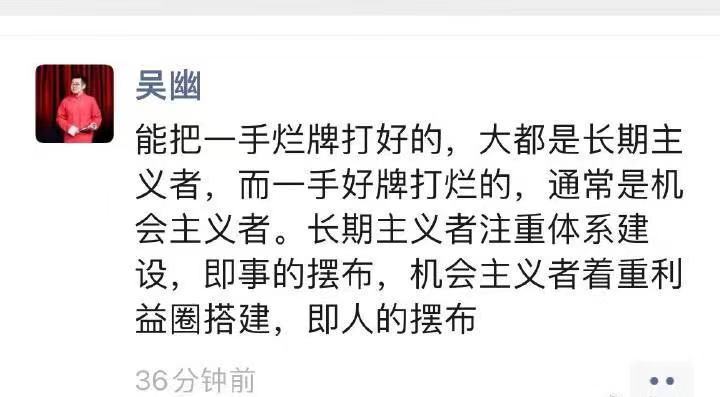 吴幽
能把一手烂牌打好的，大都是长期主
义者，而一手好牌打烂的，通常是机
会主义者。长期主义者注重体系建
设，即事的摆布，机会主义者着重利
益圈搭建，即人的摆布
36分钟前